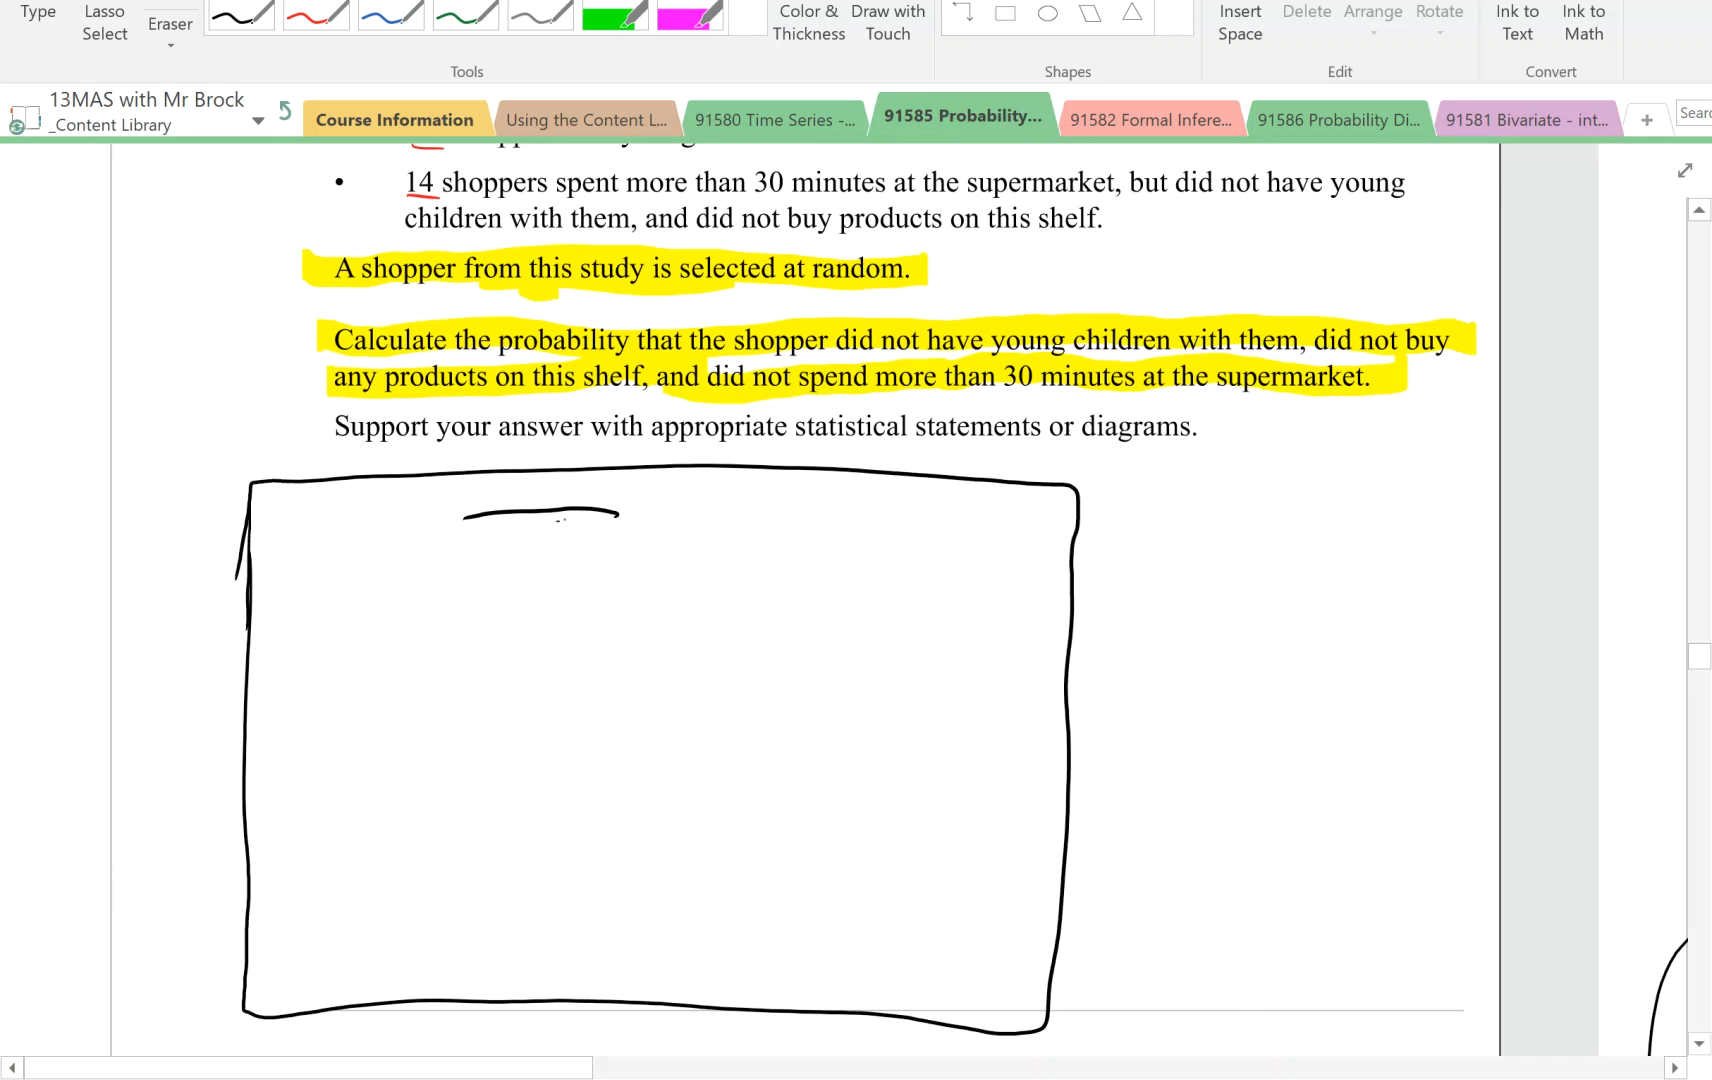 Type
Lasso
Select
Eraser
Color &
Thickness
Draw with
Touch
Insert
Space
Delete
Arrange
Rotate
Ink to
Text
Ink to
Math
Tools
Shapes
Edit
Convert
13MAS with Mr Brock
_Content Library
Course Information
Using the Content L...
91580 Time Series -...
91585 Probability...
91582 Formal Infere...
91586 Probability Di...
91581 Bivariate - int...
+
Sear
• 14 shoppers spent more than 30 minutes at the supermarket, but did not have young
children with them, and did not buy products on this shelf.
A shopper from this study is selected at random.
Calculate the probability that the shopper did not have young children with them, did not buy
any products on this shelf, and did not spend more than 30 minutes at the supermarket.
Support your answer with appropriate statistical statements or diagrams.